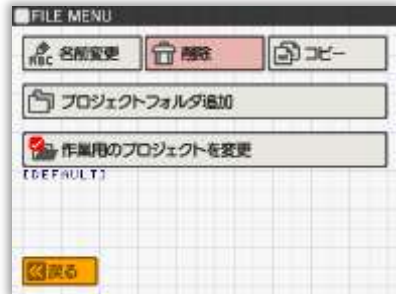 FILE MENU
ABC 名前変更 削除 コピー
プロジェクトフォルダ追加
作業用のプロジェクトを変更
[DEFAULT]
戻る